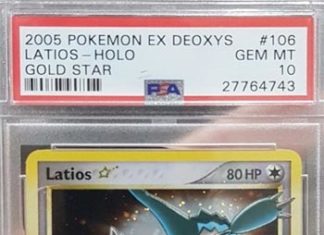 2005 POKEMON EX DEOXYS #106
LATIOS-HOLO GEM MT
GOLD STAR 10
PSA 27764743
Latios ☆ 80 HP